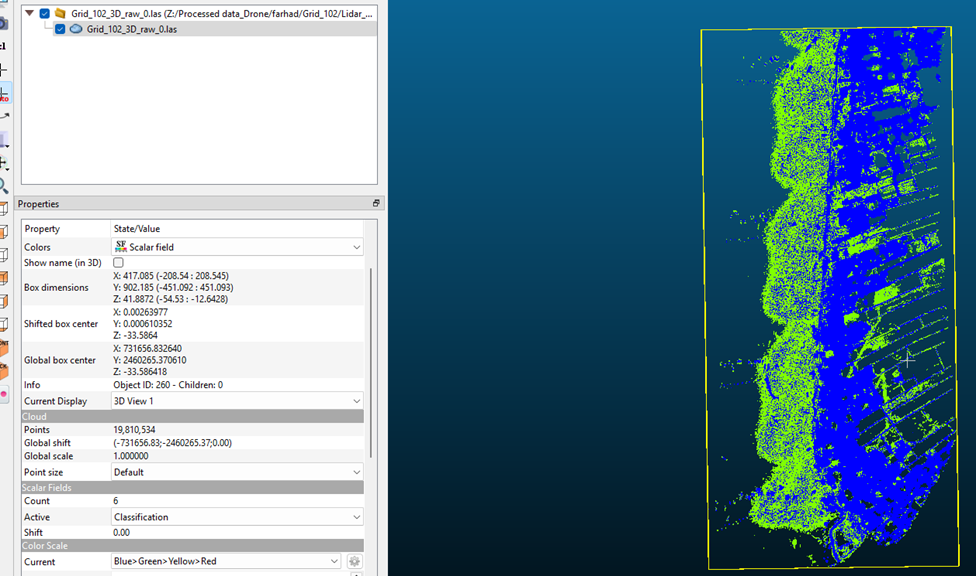 Grid_102_3D_raw_0.las (Z:/Processed data_Drone/farhad/Grid_102/Lidar_...
Grid_102_3D_raw_0.las
Properties
Property State/Value
Colors SF Scalar field
Show name (in 3D)
Box dimensions X: 417.085 (-208.54 : 208.545)
Y: 902.185 (-451.092 : 451.093)
Z: 41.8872 (-54.53 : -12.6428)
Shifted box center X: 0.00263977
Y: 0.000610352
Z: -33.5864
Global box center X: 731656.832640
Y: 2460265.370610
Z: -33.586418
Info Object ID: 260 - Children: 0
Current Display 3D View 1
Cloud
Points 19,810,534
Global shift (-731656.83;-2460265.37;0.00)
Global scale 1.000000
Point size Default
Scalar Fields
Count 6
Active Classification
Shift 0.00
Color Scale
Current Blue>Green>Yellow>Red